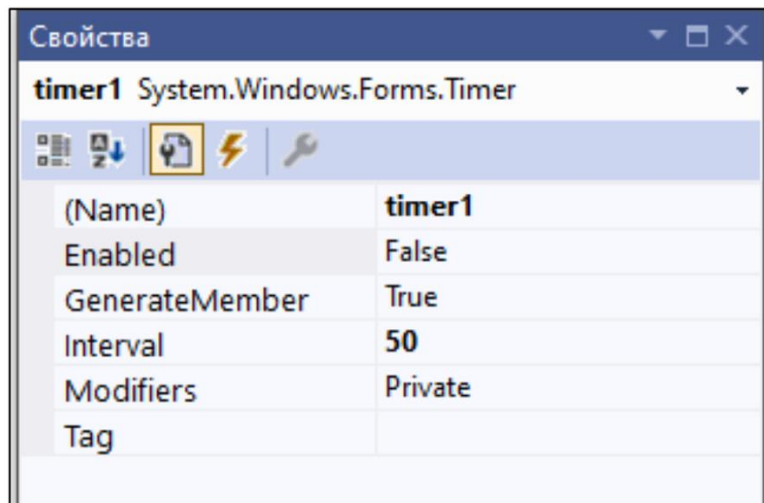 Свойства
timer1 System.Windows.Forms.Timer
(Name) timer1
Enabled False
GenerateMember True
Interval 50
Modifiers Private
Tag